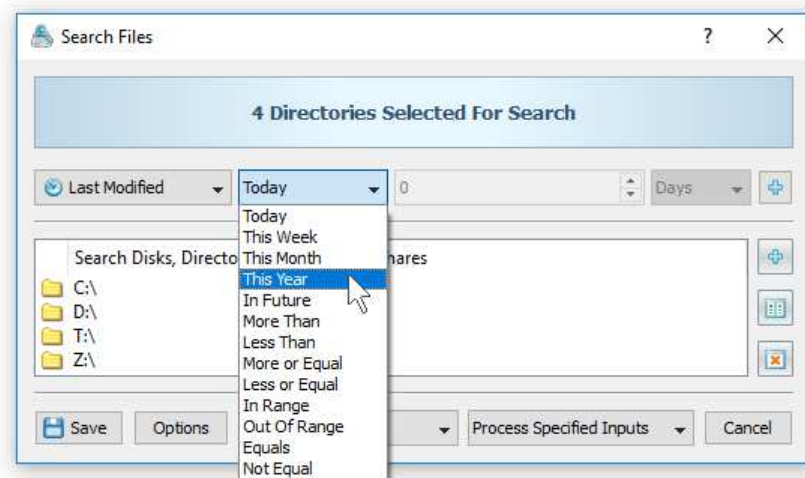 Search Files
?
4 Directories Selected For Search
Last Modified
Today
0
Days
Today
This Week
Search Disks, Directo
This Month
hares
This Year
C:\
In Future
D:\
More Than
T:\
Less Than
Z:\
More or Equal
Less or Equal
In Range
Save
Options
Out Of Range
Process Specified Inputs
Cancel
Equals
Not Equal